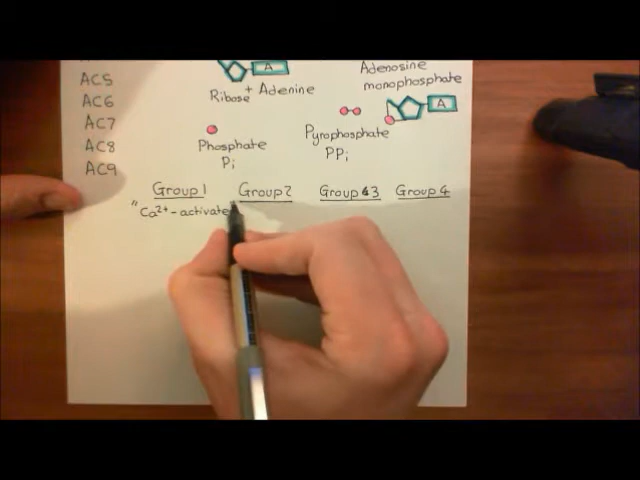 AC5
AC6
AC7
AC8
AC9
A
Ribose + Adenine
Adenosine
monophosphate
A
Phosphate
Pi
Pyrophosphate
PPi
Group 1 Group 2 Group 3 Group 4
"Ca²⁺-activate